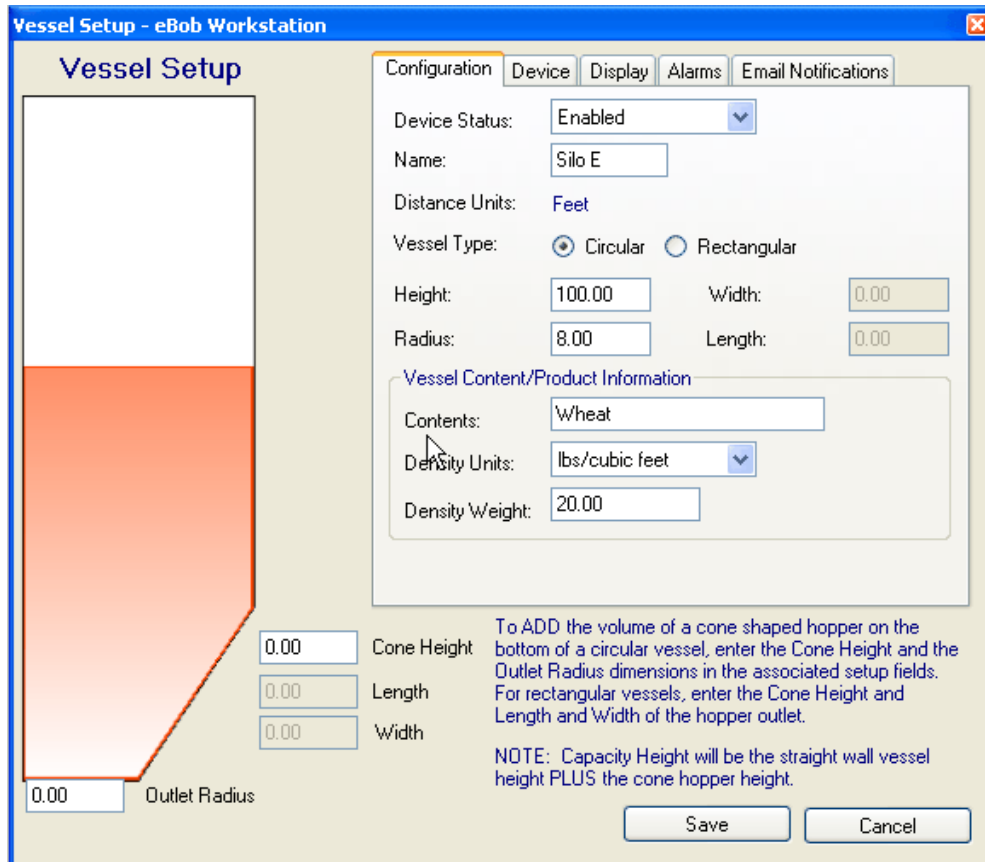 Vessel Setup - eBob Workstation
Vessel Setup
Configuration Device Display Alarms Email Notifications
Device Status: Enabled
Name: Silo E
Distance Units: Feet
Vessel Type: Circular Rectangular
Height: 100.00 Width: 0.00
Radius: 8.00 Length: 0.00
Vessel Content/Product Information
Contents: Wheat
Density Units: lbs/cubic feet
Density Weight: 20.00
0.00 Cone Height
0.00 Length
0.00 Width
0.00 Outlet Radius
To ADD the volume of a cone shaped hopper on the
bottom of a circular vessel, enter the Cone Height and the
Outlet Radius dimensions in the associated setup fields.
For rectangular vessels, enter the Cone Height and
Length and Width of the hopper outlet.
NOTE: Capacity Height will be the straight wall vessel
height PLUS the cone hopper height.
Save Cancel